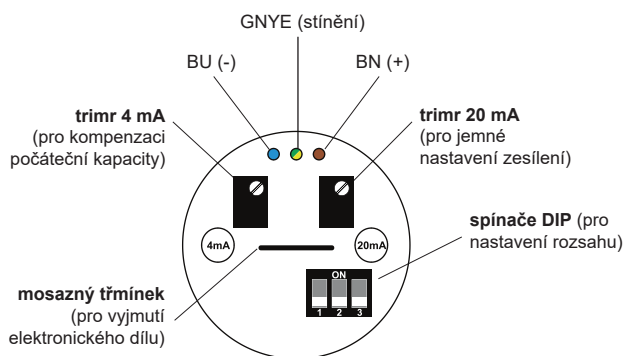 GNYE (stínění)
BU (-)
BN (+)
trimr 4 mA
(pro kompenzaci
počáteční kapacity)
trimr 20 mA
(pro jemné
nastavení zesílení)
4mA
20mA
spínače DIP (pro
nastavení rozsahu)
ON
1 2 3
mosazný třmínek
(pro vyjmutí
elektronického dílu)